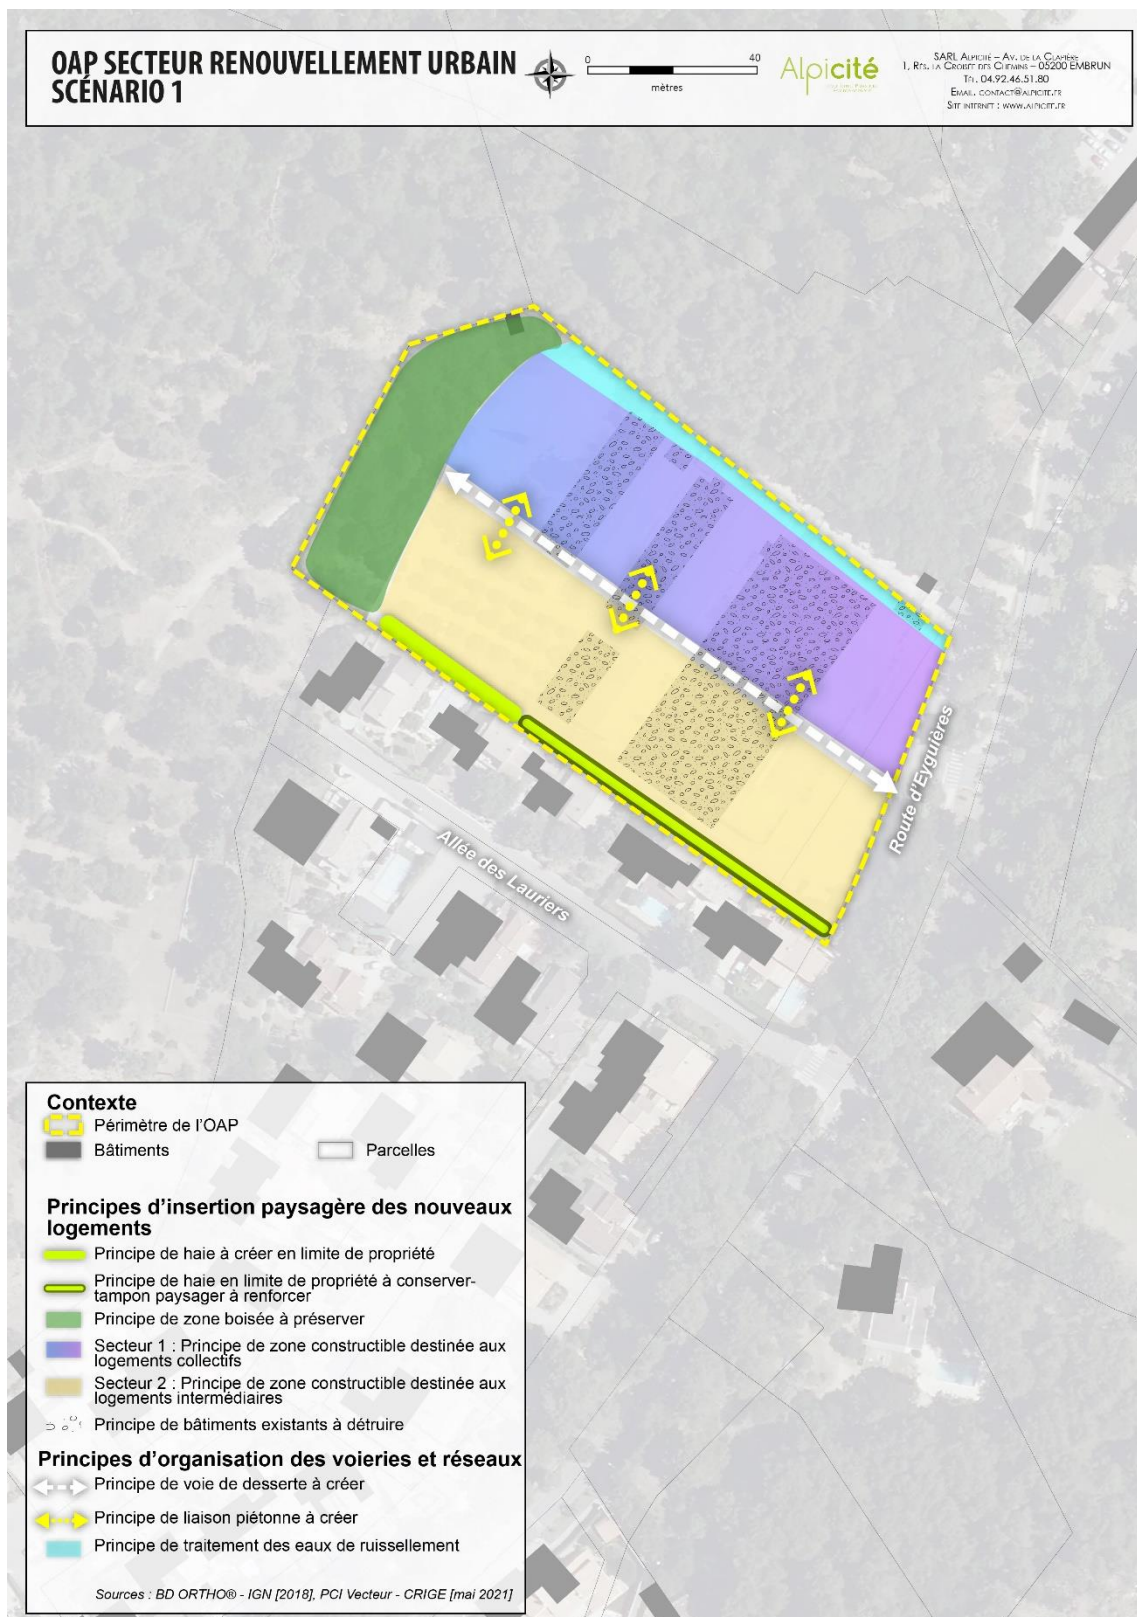 OAP SECTEUR RENOUVELLEMENT URBAIN
SCÉNARIO 1
0 40
mètres
Alpicité
SARL Alpicité – Av. de la Clapière
1, Rés. la Croisée des Chemins – 05200 EMBRUN
Tél. 04.92.46.51.80
Email. contact@alpicite.fr
Site internet : www.alpicite.fr
Route d'Eyguières
Allée des Lauriers
Contexte
Périmètre de l'OAP
Bâtiments
Parcelles
Principes d'insertion paysagère des nouveaux
logements
Principe de haie à créer en limite de propriété
Principe de haie en limite de propriété à conserver-
tampon paysager à renforcer
Principe de zone boisée à préserver
Secteur 1 : Principe de zone constructible destinée aux
logements collectifs
Secteur 2 : Principe de zone constructible destinée aux
logements intermédiaires
Principe de bâtiments existants à détruire
Principes d'organisation des voieries et réseaux
Principe de voie de desserte à créer
Principe de liaison piétonne à créer
Principe de traitement des eaux de ruissellement
Sources : BD ORTHO® - IGN [2018], PCI Vecteur - CRIGE [mai 2021]